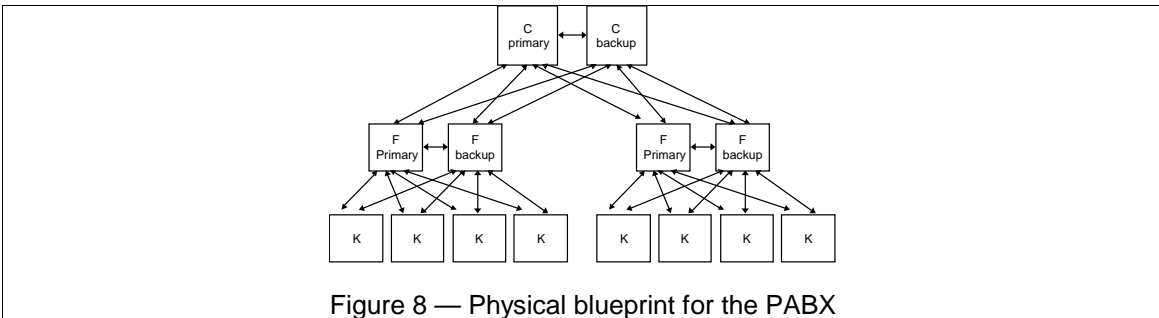 C C
primary backup
F F F F
Primary backup Primary backup
K K K K K K K K
Figure 8 — Physical blueprint for the PABX